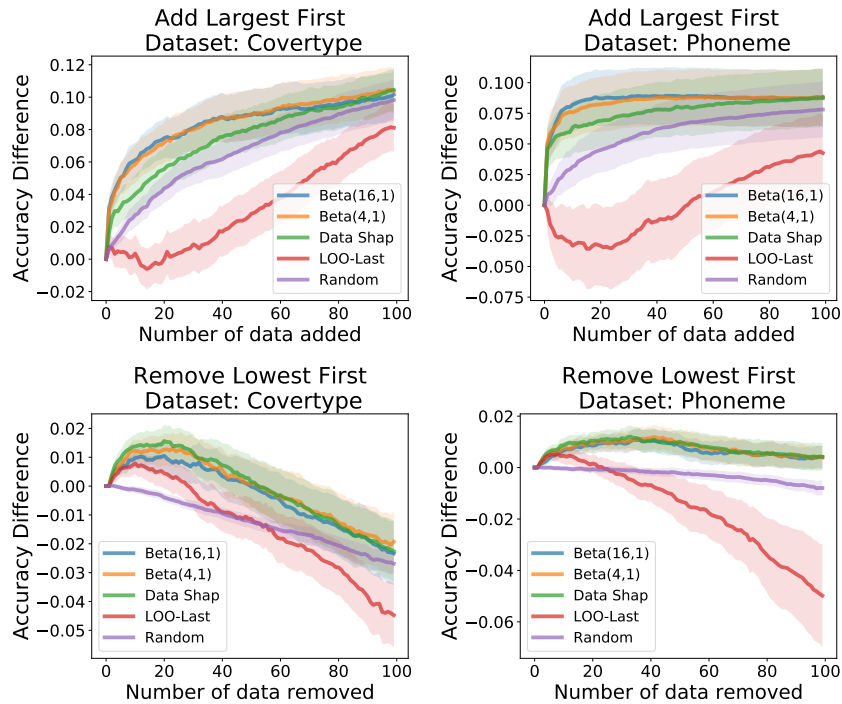 Add Largest First
Dataset: Covertype
Accuracy Difference
0.12
0.10
0.08
0.06
0.04
0.02
0.00
−0.02
Beta(16,1)
Beta(4,1)
Data Shap
LOO-Last
Random
0 20 40 60 80 100
Number of data added
Add Largest First
Dataset: Phoneme
Accuracy Difference
0.100
0.075
0.050
0.025
0.000
−0.025
−0.050
−0.075
Beta(16,1)
Beta(4,1)
Data Shap
LOO-Last
Random
0 20 40 60 80 100
Number of data added
Remove Lowest First
Dataset: Covertype
Accuracy Difference
0.02
0.01
0.00
−0.01
−0.02
−0.03
−0.04
−0.05
Beta(16,1)
Beta(4,1)
Data Shap
LOO-Last
Random
0 20 40 60 80 100
Number of data removed
Remove Lowest First
Dataset: Phoneme
Accuracy Difference
0.02
0.00
−0.02
−0.04
−0.06
Beta(16,1)
Beta(4,1)
Data Shap
LOO-Last
Random
0 20 40 60 80 100
Number of data removed